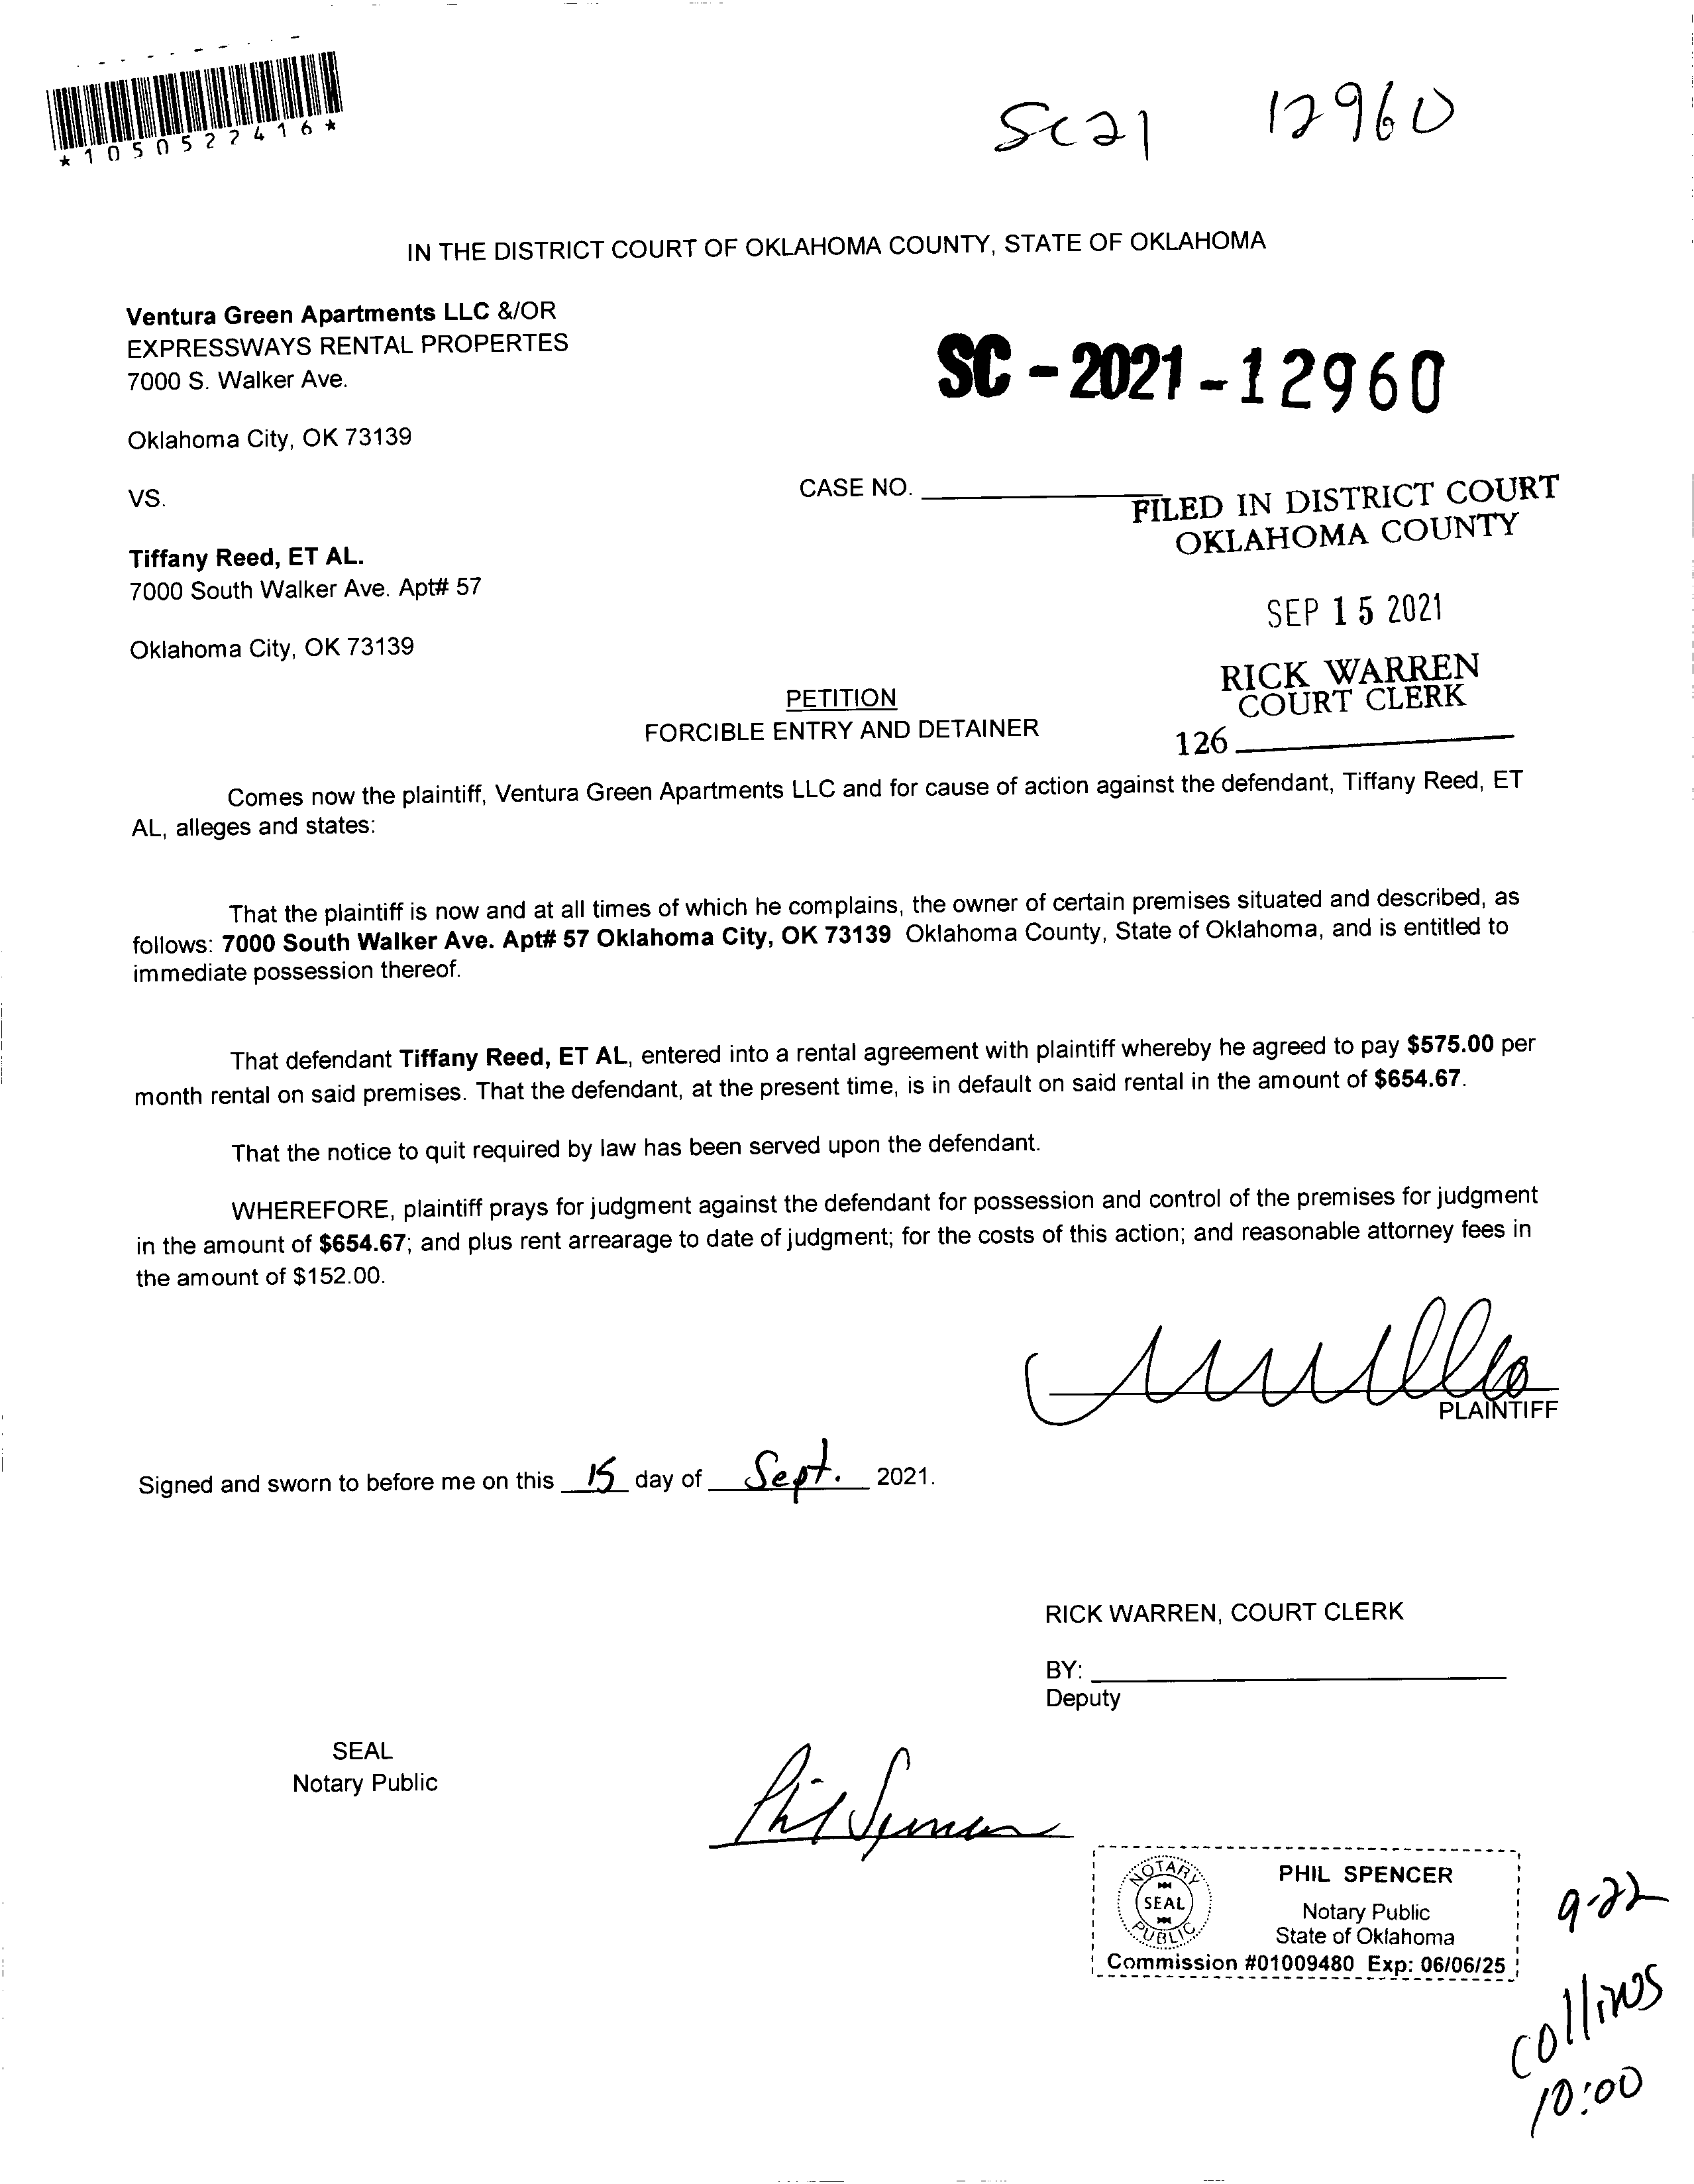 *1050522416*
SC21 12960
IN THE DISTRICT COURT OF OKLAHOMA COUNTY, STATE OF OKLAHOMA
Ventura Green Apartments LLC &/OR
EXPRESSWAYS RENTAL PROPERTES
7000 S. Walker Ave.
SC - 2021 - 12960
Oklahoma City, OK 73139
VS.
CASE NO.
FILED IN DISTRICT COURT
OKLAHOMA COUNTY
Tiffany Reed, ET AL.
7000 South Walker Ave. Apt# 57
SEP 15 2021
Oklahoma City, OK 73139
RICK WARREN
COURT CLERK
126
PETITION
FORCIBLE ENTRY AND DETAINER
Comes now the plaintiff, Ventura Green Apartments LLC and for cause of action against the defendant, Tiffany Reed, ET
AL, alleges and states:
That the plaintiff is now and at all times of which he complains, the owner of certain premises situated and described, as
follows: 7000 South Walker Ave. Apt# 57 Oklahoma City, OK 73139 Oklahoma County, State of Oklahoma, and is entitled to
immediate possession thereof.
That defendant Tiffany Reed, ET AL, entered into a rental agreement with plaintiff whereby he agreed to pay $575.00 per
month rental on said premises. That the defendant, at the present time, is in default on said rental in the amount of $654.67.
That the notice to quit required by law has been served upon the defendant.
WHEREFORE, plaintiff prays for judgment against the defendant for possession and control of the premises for judgment
in the amount of $654.67; and plus rent arrearage to date of judgment; for the costs of this action; and reasonable attorney fees in
the amount of $152.00.
PLAINTIFF
Signed and sworn to before me on this 15 day of Sept. 2021.
RICK WARREN, COURT CLERK
BY:
Deputy
SEAL
Notary Public
Phil Spencer
NOTARY
SEAL
PUBLIC
PHIL SPENCER
Notary Public
State of Oklahoma
Commission #01009480 Exp: 06/06/25
9-22
Collins
10:00